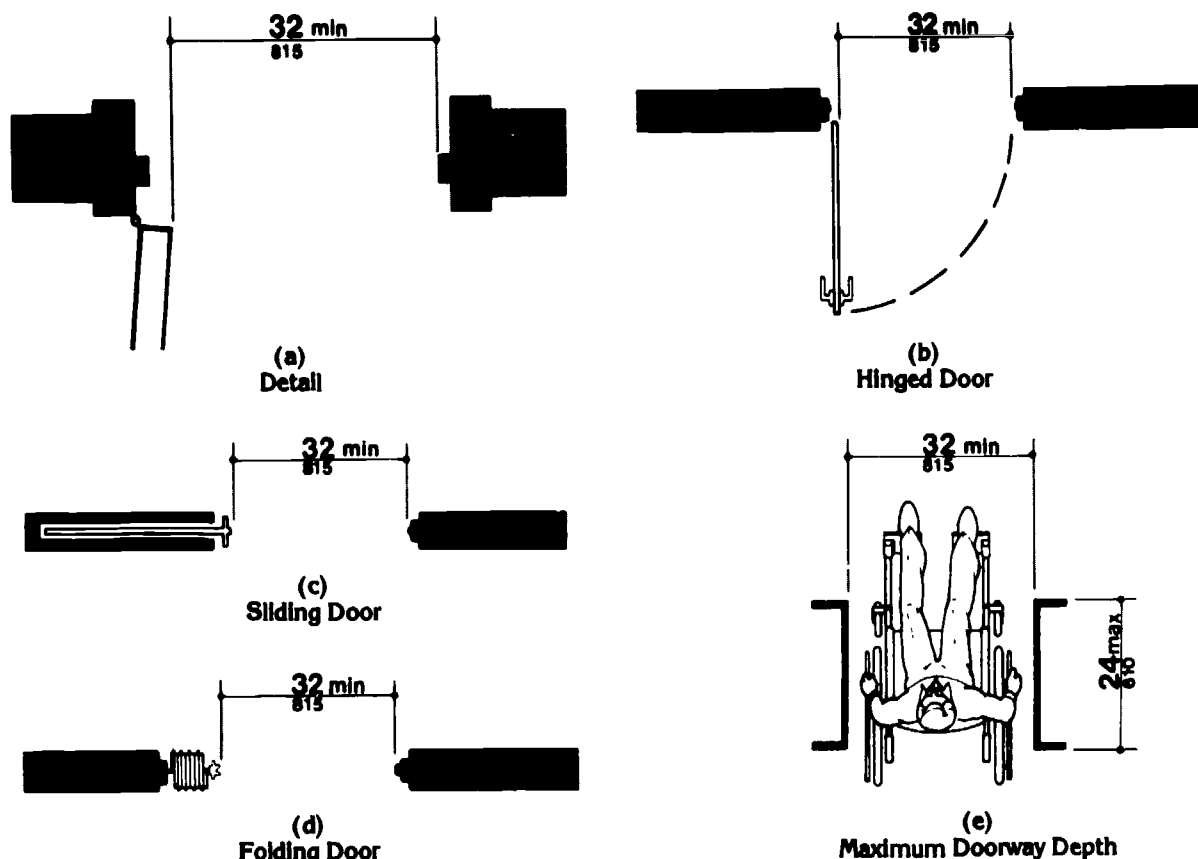 32 min
815
(a)
Detail
32 min
815
(b)
Hinged Door
32 min
815
(c)
Sliding Door
32 min
815
(d)
Folding Door
32 min
815
24 max
610
(e)
Maximum Doorway Depth